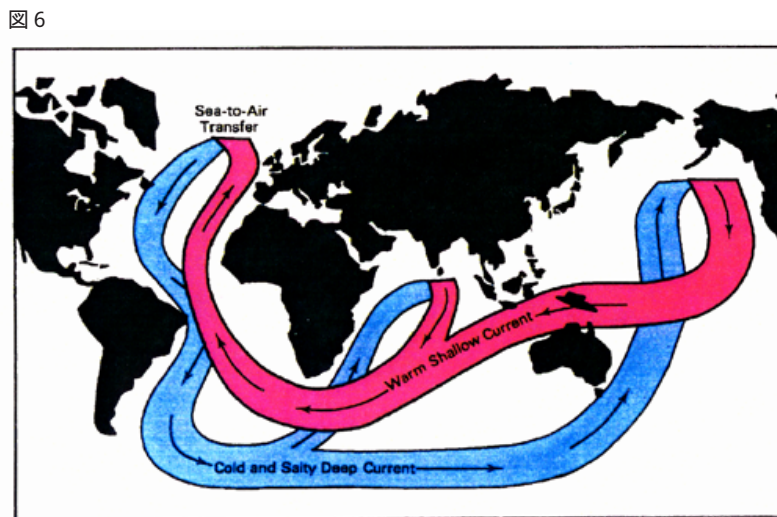 図 6
Sea-to-Air
Transfer
Warm Shallow Current
Cold and Salty Deep Current